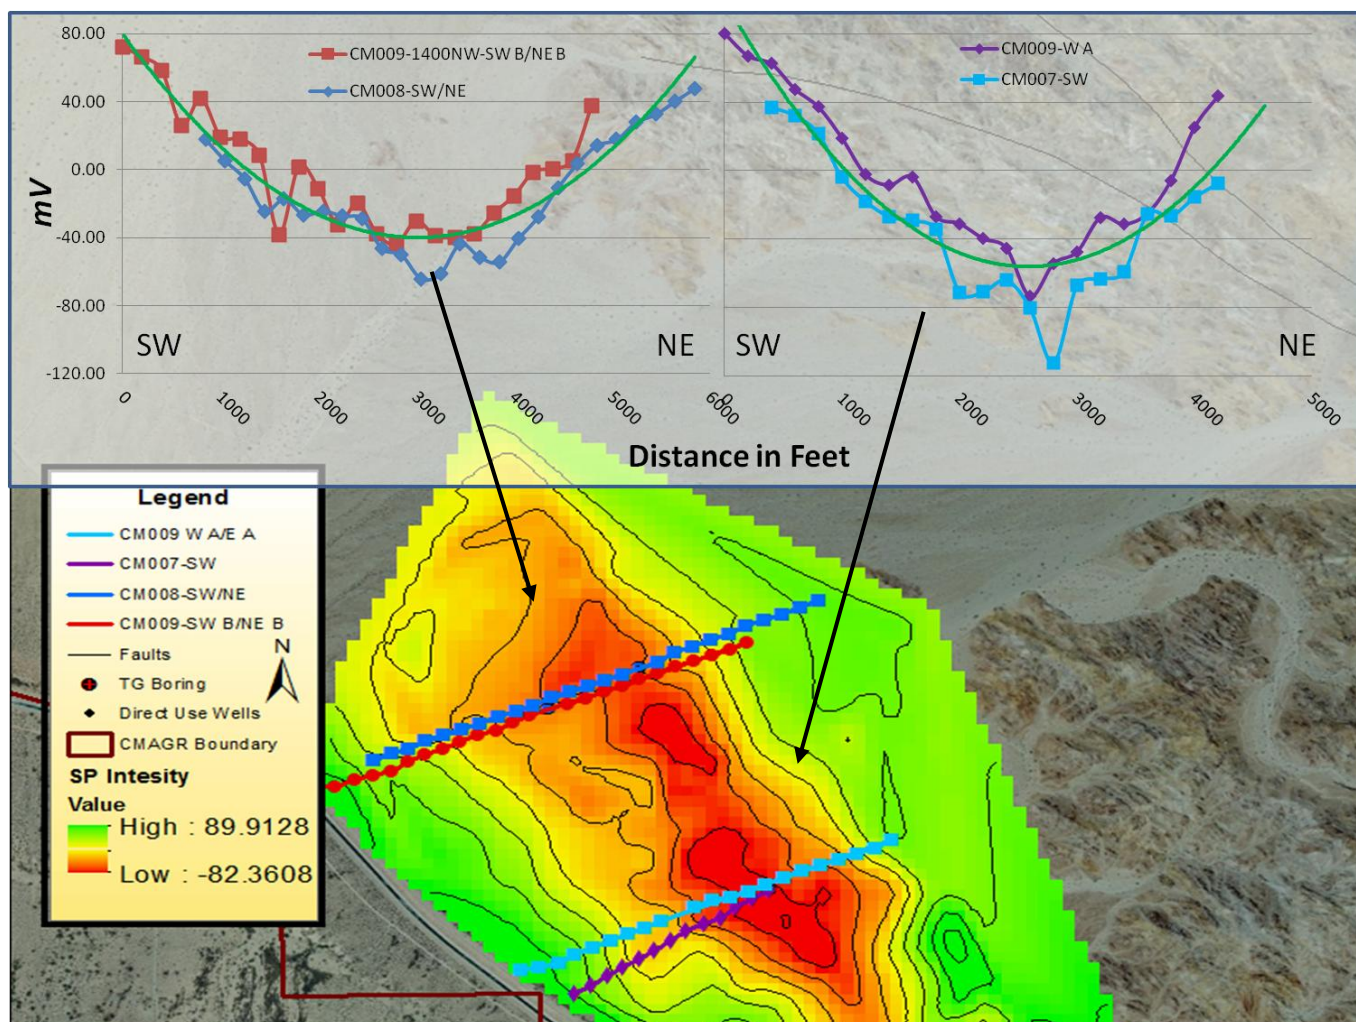 80.00
40.00
0.00
-40.00
-80.00
-120.00
mV
CM009-1400NW-SW B/NE B
CM008-SW/NE
SW
NE
0
1000
2000
3000
4000
5000
6000
CM009-W A
CM007-SW
SW
NE
1000
2000
3000
4000
5000
Distance in Feet
Legend
CM009 W A/E A
CM007-SW
CM008-SW/NE
CM009-SW B/NE B
Faults
N
TG Boring
Direct Use Wells
CMAGR Boundary
SP Intesity
Value
High : 89.9128
Low : -82.3608